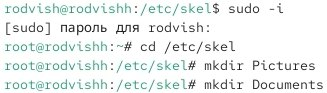 rodvish@rodvishh:/etc/skel$ sudo -i
[sudo] пароль для rodvish:
root@rodvishh:~# cd /etc/skel
root@rodvishh:/etc/skel# mkdir Pictures
root@rodvishh:/etc/skel# mkdir Documents